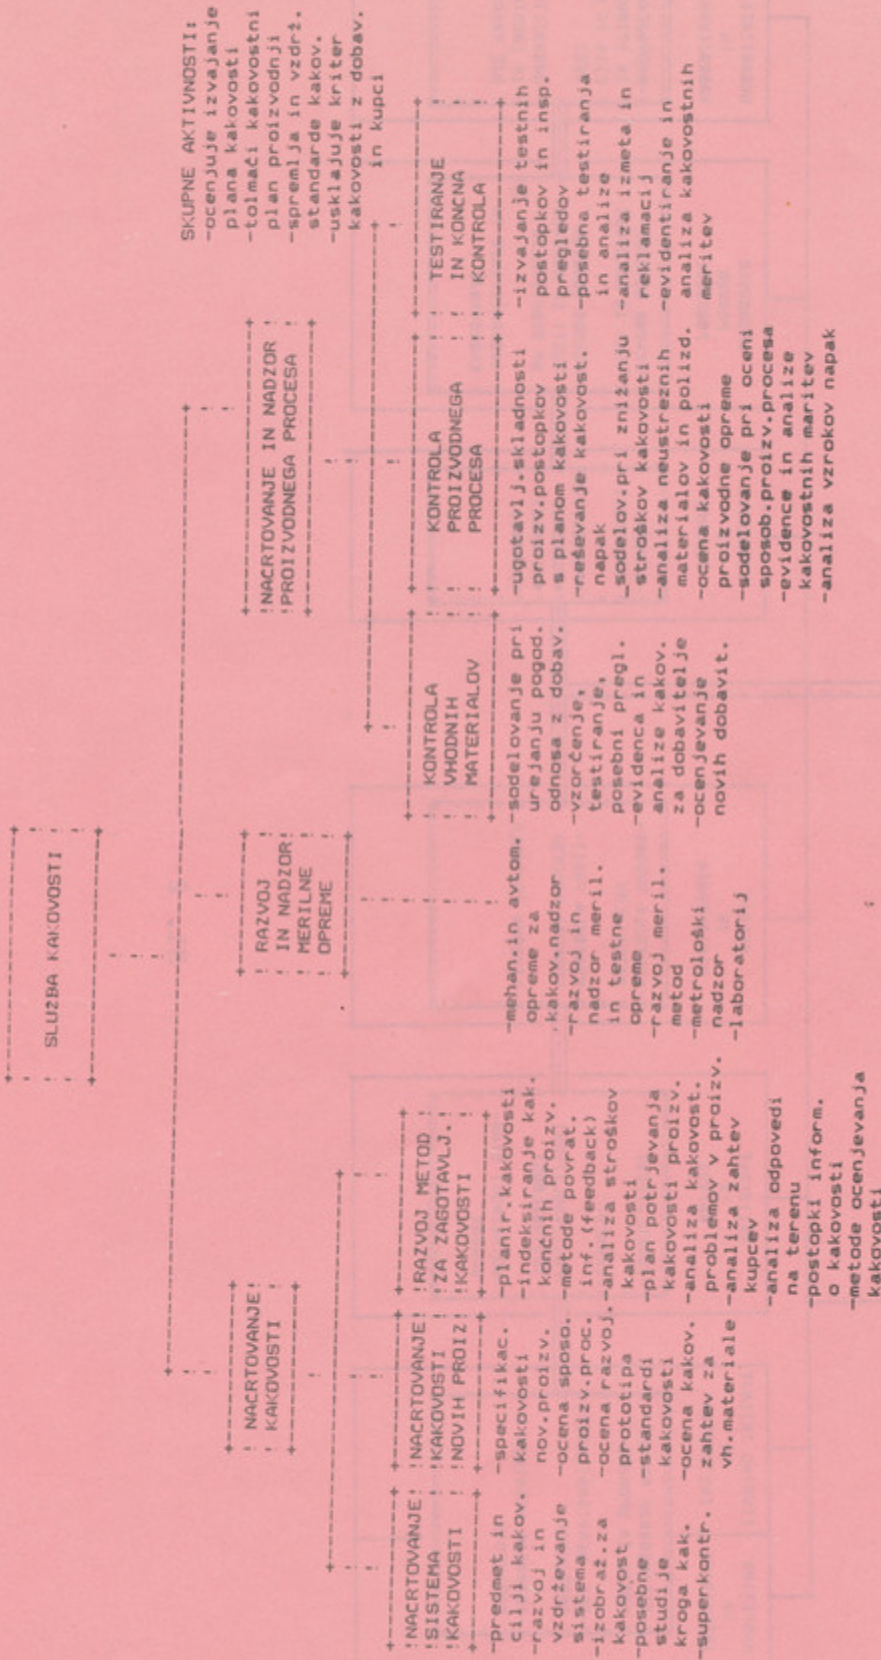 SLUŽBA KAKOVOSTI
SKUPNE AKTIVNOSTI:
-ocenjuje izvajanje
plana kakovosti
-tolmači kakovostni
plan proizvodnji
-spremlja in vzdrž.
standarde kakov.
-usklajuje kriter
kakovosti z dobav.
in kupci
NACRTOVANJE
KAKOVOSTI
RAZVOJ
IN NADZOR
MERILNE
OPREME
NACRTOVANJE IN NADZOR
PROIZVODNEGA PROCESA
NACRTOVANJE
SISTEMA
KAKOVOSTI
-predmet in
cilji kakov.
-razvoj in
vzdrževanje
sistema
-izobraž.za
kakovost
-posebne
studije
kroga kak.
-superkontr.
NACRTOVANJE
KAKOVOSTI
NOVIH PROIZ
-specifikac.
kakovosti
nov.proizv.
-ocena sposo.
proizv.proc.
-ocena razvoj.
prototipa
-standardi
kakovosti
-ocena kakov.
zahtev za
vh.materiale
RAZVOJ METOD
ZA ZAGOTAVLJ.
KAKOVOSTI
-planir.kakovosti
-indeksiranje kak.
končnih proizv.
-metode povrat.
inf.(feedback)
-analiza stroškov
kakovosti
-plan potrjevanja
kakovosti proizv.
-analiza kakovost.
problemov v proizv.
-analiza zahtev
kupcev
-analiza odpovedi
na terenu
-postopki inform.
o kakovosti
-metode ocenjevanja
kakovosti
-mehan.in avtom.
opreme za
kakov.nadzor
-razvoj in
nadzor meril.
in testne
opreme
-razvoj meril.
metod
-metrološki
nadzor
-laboratorij
KONTROLA
VHODNIH
MATERIALOV
-sodelovanje pri
urejanju pogod.
odnosa z dobav.
-vzorčenje,
testiranje,
posebni pregl.
-evidenca in
analize kakov.
za dobavitelje
-ocenjevanje
novih dobavit.
KONTROLA
PROIZVODNEGA
PROCESA
-ugotavlj.skladnosti
proizv.postopkov
s planom kakovosti
-reševanje kakovost.
napak
_sodelov.pri znižanju
stroškov kakovosti
-analiza neustreznih
materialov in polizd.
-ocena kakovosti
proizvodne opreme
-sodelovanje pri oceni
sposob.proizv.procesa
-evidence in analize
kakovostnih maritev
-analiza vzrokov napak
TESTIRANJE
IN KONCNA
KONTROLA
-izvajanje testnih
postopkov in insp.
pregledov
-posebna testiranja
in analize
-analiza izmeta in
reklamacij
-evidentiranje in
analiza kakovostnih
meritev